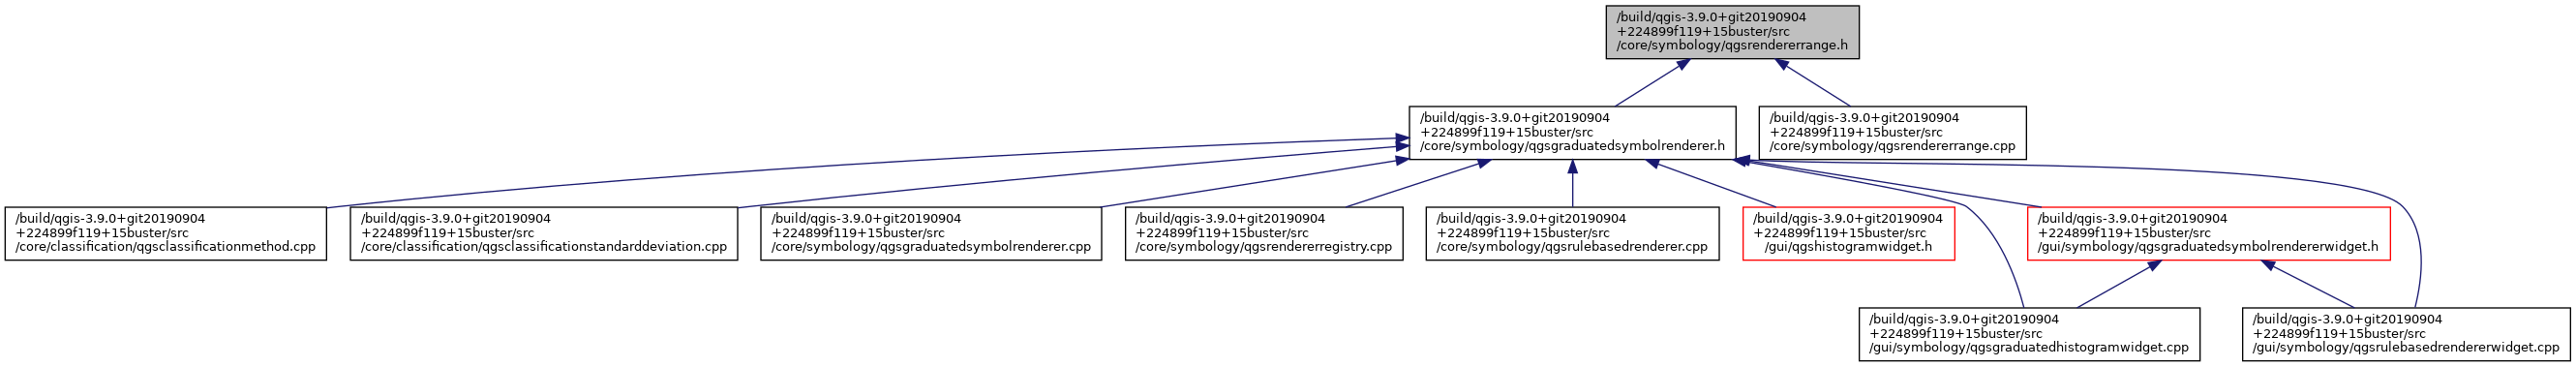 /build/qgis-3.9.0+git20190904
+224899f119+15buster/src
/core/symbology/qgsrendererrange.h
/build/qgis-3.9.0+git20190904
+224899f119+15buster/src
/core/symbology/qgsgraduatedsymbolrenderer.h
/build/qgis-3.9.0+git20190904
+224899f119+15buster/src
/core/symbology/qgsrendererrange.cpp
/build/qgis-3.9.0+git20190904
+224899f119+15buster/src
/core/classification/qgsclassificationmethod.cpp
/build/qgis-3.9.0+git20190904
+224899f119+15buster/src
/core/classification/qgsclassificationstandarddeviation.cpp
/build/qgis-3.9.0+git20190904
+224899f119+15buster/src
/core/symbology/qgsgraduatedsymbolrenderer.cpp
/build/qgis-3.9.0+git20190904
+224899f119+15buster/src
/core/symbology/qgsrendererregistry.cpp
/build/qgis-3.9.0+git20190904
+224899f119+15buster/src
/core/symbology/qgsrulebasedrenderer.cpp
/build/qgis-3.9.0+git20190904
+224899f119+15buster/src
/gui/qgshistogramwidget.h
/build/qgis-3.9.0+git20190904
+224899f119+15buster/src
/gui/symbology/qgsgraduatedsymbolrendererwidget.h
/build/qgis-3.9.0+git20190904
+224899f119+15buster/src
/gui/symbology/qgsgraduatedhistogramwidget.cpp
/build/qgis-3.9.0+git20190904
+224899f119+15buster/src
/gui/symbology/qgsrulebasedrendererwidget.cpp